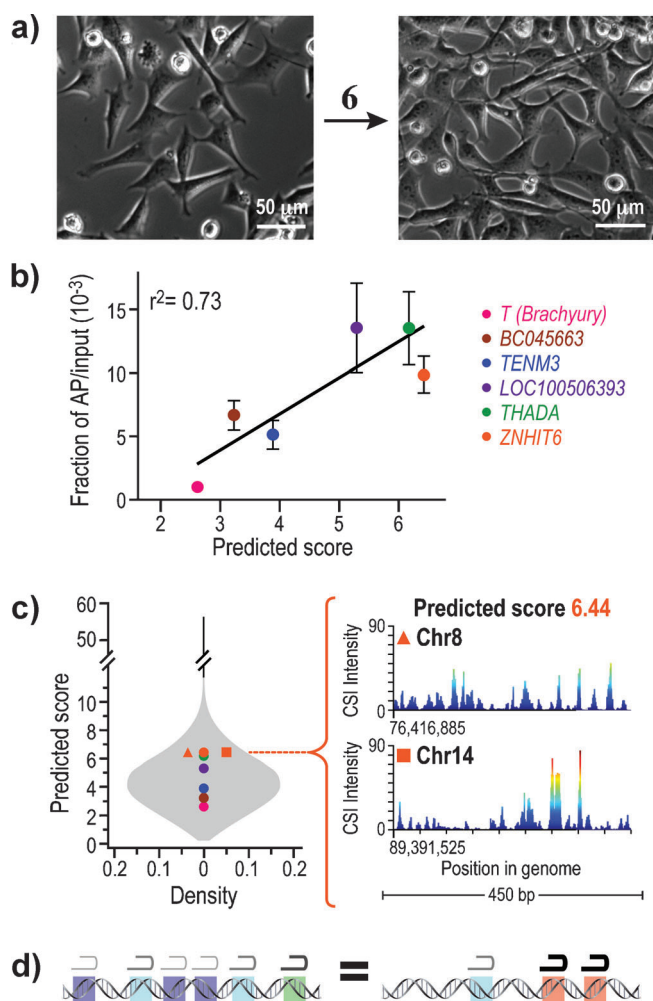 a)
6
50 μm
50 μm
b)
r²= 0.73
Fraction of AP/input (10⁻³)
15
10
5
0
2
3
4
5
6
Predicted score
T (Brachyury)
BC045663
TENM3
LOC100506393
THADA
ZNHIT6
c)
Predicted score
60
50
10
8
6
4
2
0
0.2
0.1
0
0.1
0.2
Density
Predicted score 6.44
CSI Intensity
90
0
Chr8
76,416,885
CSI Intensity
90
0
Chr14
89,391,525
Position in genome
450 bp
d)
=